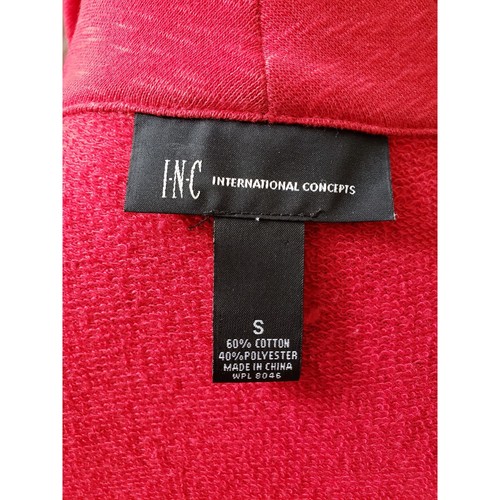 I·N·C INTERNATIONAL CONCEPTS
S
60% COTTON
40%POLYESTER
MADE IN CHINA
WPL 8046